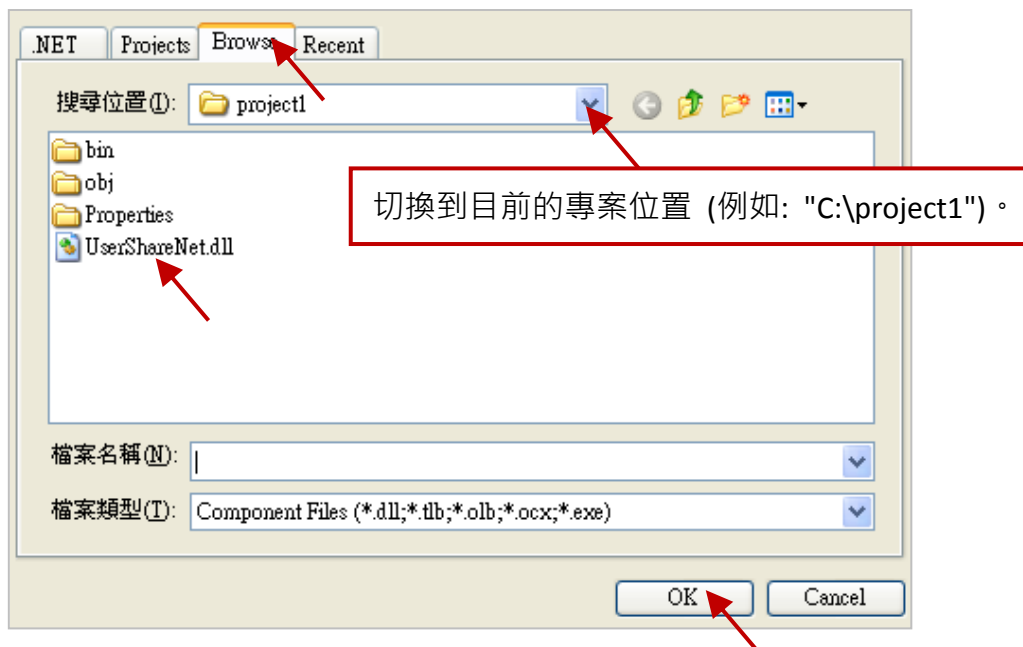 .NET Projects Browse Recent
搜尋位置(I): project1
bin
obj
Properties
UserShareNet.dll
切換到目前的專案位置 (例如: "C:\project1")。
檔案名稱(N):
檔案類型(T): Component Files (*.dll;*.tlb;*.olb;*.ocx;*.exe)
OK Cancel